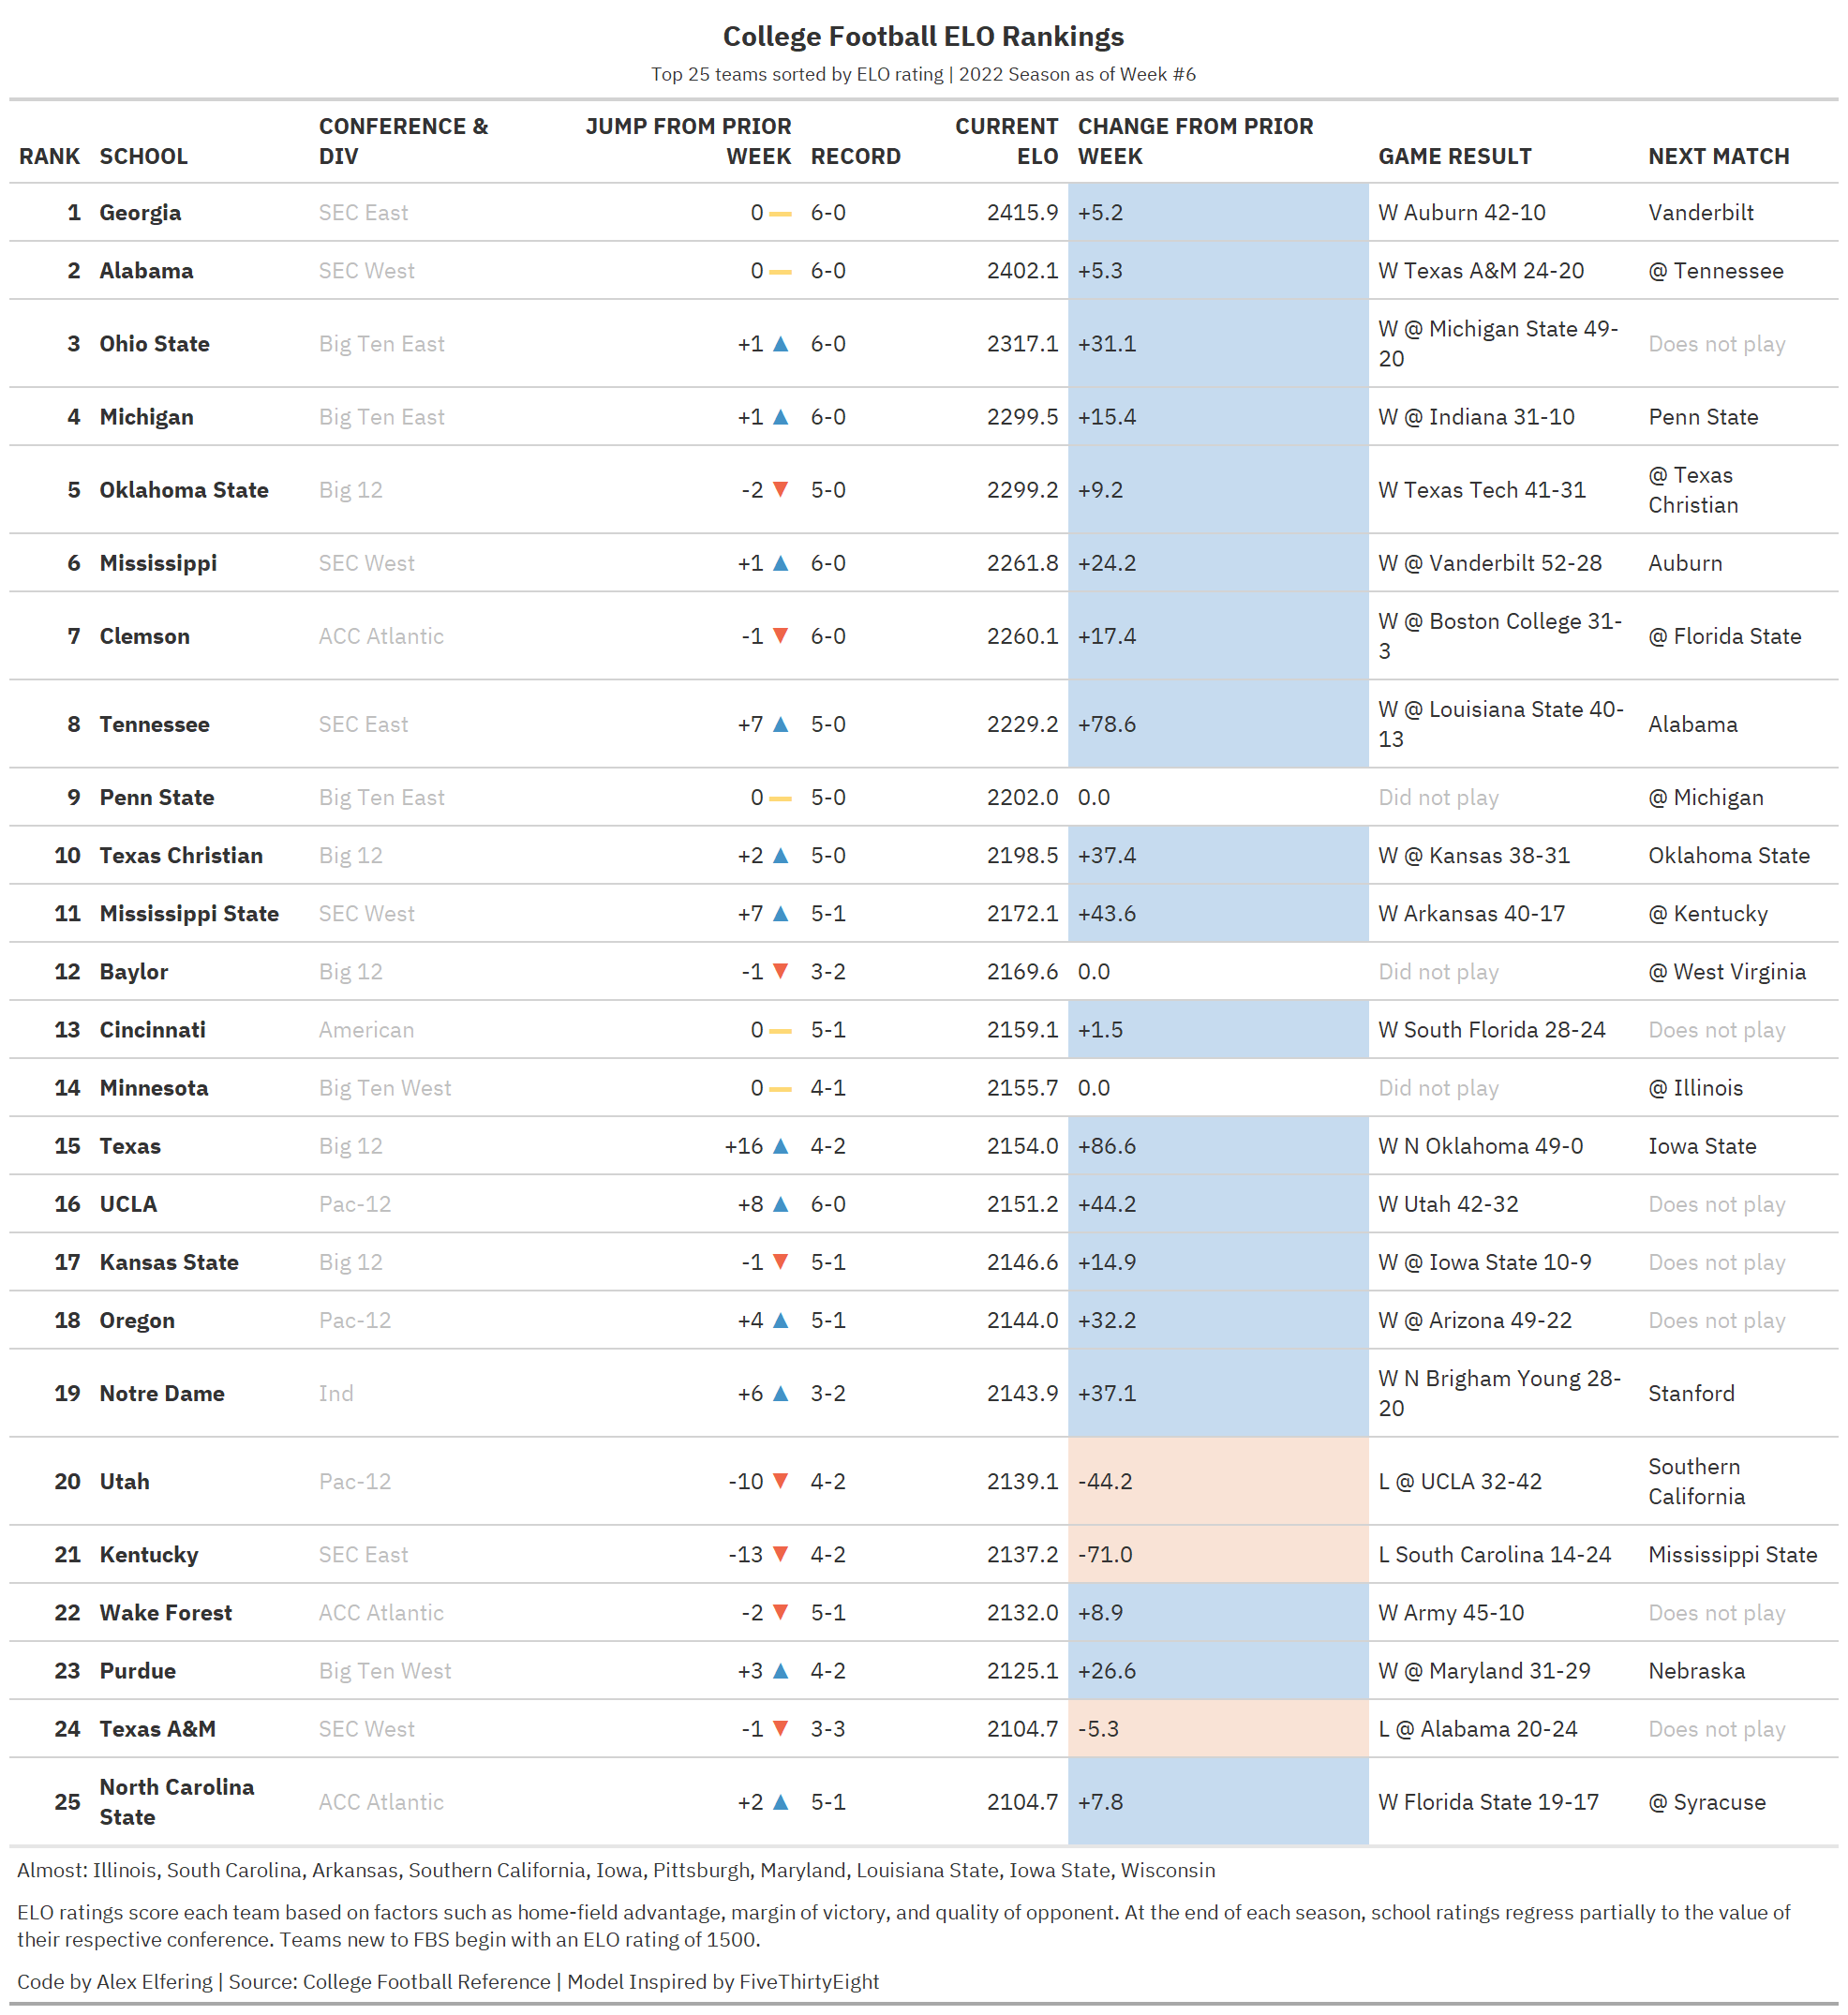 College Football ELO Rankings
Top 25 teams sorted by ELO rating | 2022 Season as of Week #6
RANK SCHOOL CONFERENCE & DIV JUMP FROM PRIOR WEEK RECORD CURRENT ELO CHANGE FROM PRIOR WEEK GAME RESULT NEXT MATCH
1 Georgia SEC East 0 6-0 2415.9 +5.2 W Auburn 42-10 Vanderbilt
2 Alabama SEC West 0 6-0 2402.1 +5.3 W Texas A&M 24-20 @ Tennessee
3 Ohio State Big Ten East +1 ▲ 6-0 2317.1 +31.1 W @ Michigan State 49-20 Does not play
4 Michigan Big Ten East +1 ▲ 6-0 2299.5 +15.4 W @ Indiana 31-10 Penn State
5 Oklahoma State Big 12 -2 ▼ 5-0 2299.2 +9.2 W Texas Tech 41-31 @ Texas Christian
6 Mississippi SEC West +1 ▲ 6-0 2261.8 +24.2 W @ Vanderbilt 52-28 Auburn
7 Clemson ACC Atlantic -1 ▼ 6-0 2260.1 +17.4 W @ Boston College 31-3 @ Florida State
8 Tennessee SEC East +7 ▲ 5-0 2229.2 +78.6 W @ Louisiana State 40-13 Alabama
9 Penn State Big Ten East 0 5-0 2202.0 0.0 Did not play @ Michigan
10 Texas Christian Big 12 +2 ▲ 5-0 2198.5 +37.4 W @ Kansas 38-31 Oklahoma State
11 Mississippi State SEC West +7 ▲ 5-1 2172.1 +43.6 W Arkansas 40-17 @ Kentucky
12 Baylor Big 12 -1 ▼ 3-2 2169.6 0.0 Did not play @ West Virginia
13 Cincinnati American 0 5-1 2159.1 +1.5 W South Florida 28-24 Does not play
14 Minnesota Big Ten West 0 4-1 2155.7 0.0 Did not play @ Illinois
15 Texas Big 12 +16 ▲ 4-2 2154.0 +86.6 W N Oklahoma 49-0 Iowa State
16 UCLA Pac-12 +8 ▲ 6-0 2151.2 +44.2 W Utah 42-32 Does not play
17 Kansas State Big 12 -1 ▼ 5-1 2146.6 +14.9 W @ Iowa State 10-9 Does not play
18 Oregon Pac-12 +4 ▲ 5-1 2144.0 +32.2 W @ Arizona 49-22 Does not play
19 Notre Dame Ind +6 ▲ 3-2 2143.9 +37.1 W N Brigham Young 28-20 Stanford
20 Utah Pac-12 -10 ▼ 4-2 2139.1 -44.2 L @ UCLA 32-42 Southern California
21 Kentucky SEC East -13 ▼ 4-2 2137.2 -71.0 L South Carolina 14-24 Mississippi State
22 Wake Forest ACC Atlantic -2 ▼ 5-1 2132.0 +8.9 W Army 45-10 Does not play
23 Purdue Big Ten West +3 ▲ 4-2 2125.1 +26.6 W @ Maryland 31-29 Nebraska
24 Texas A&M SEC West -1 ▼ 3-3 2104.7 -5.3 L @ Alabama 20-24 Does not play
25 North Carolina State ACC Atlantic +2 ▲ 5-1 2104.7 +7.8 W Florida State 19-17 @ Syracuse
Almost: Illinois, South Carolina, Arkansas, Southern California, Iowa, Pittsburgh, Maryland, Louisiana State, Iowa State, Wisconsin
ELO ratings score each team based on factors such as home-field advantage, margin of victory, and quality of opponent. At the end of each season, school ratings regress partially to the value of
their respective conference. Teams new to FBS begin with an ELO rating of 1500.
Code by Alex Elfering | Source: College Football Reference | Model Inspired by FiveThirtyEight